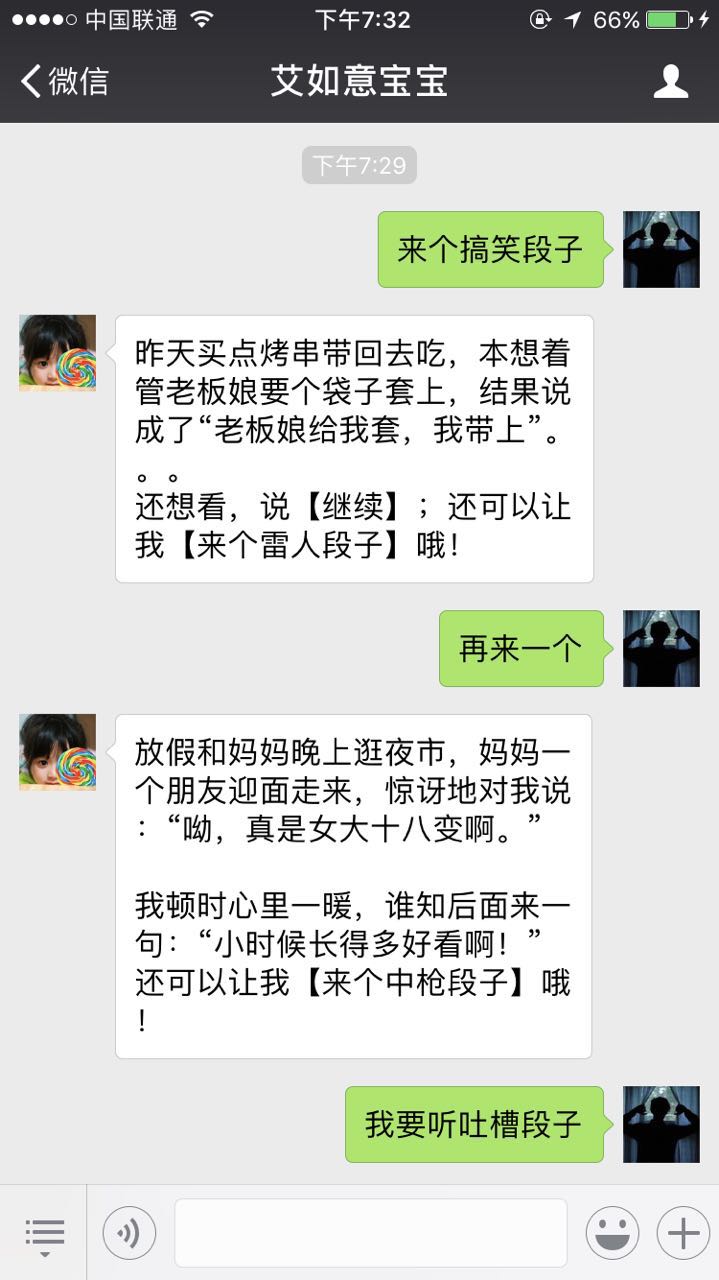 中国联通 下午7:32 66%
微信 艾如意宝宝
下午7:29
来个搞笑段子
昨天买点烤串带回去吃，本想着
管老板娘要个袋子套上，结果说
成了“老板娘给我套，我带上”。
。。
还想看，说【继续】；还可以让
我【来个雷人段子】哦！
再来一个
放假和妈妈晚上逛夜市，妈妈一
个朋友迎面走来，惊讶地对我说
：“呦，真是女大十八变啊。”
我顿时心里一暖，谁知后面来一
句：“小时候长得多好看啊！”
还可以让我【来个中枪段子】哦
！
我要听吐槽段子